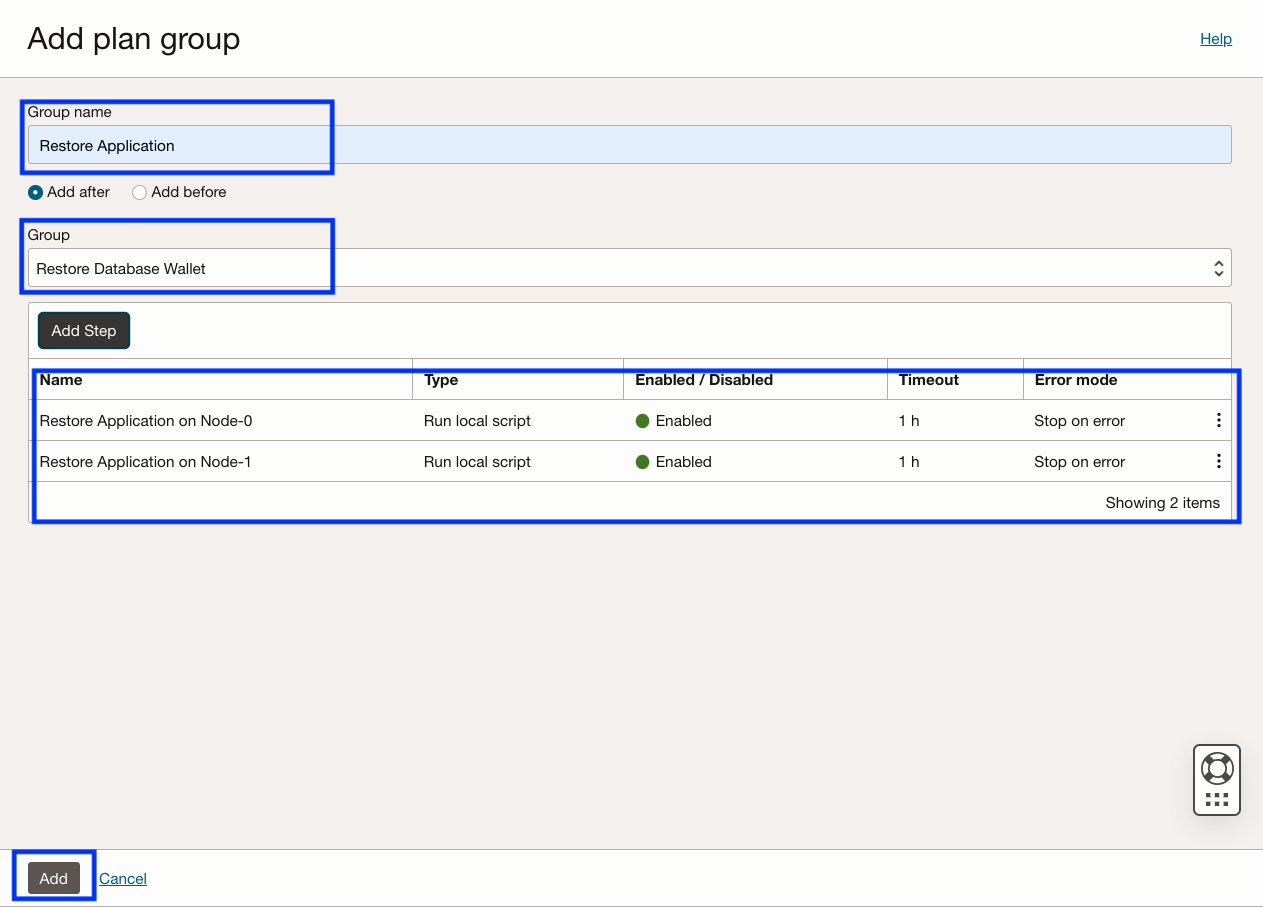 Add plan group
Help
Group name
Restore Application
Add after Add before
Group
Restore Database Wallet
Add Step
Name Type Enabled / Disabled Timeout Error mode
Restore Application on Node-0 Run local script Enabled 1 h Stop on error
Restore Application on Node-1 Run local script Enabled 1 h Stop on error
Showing 2 items
Add Cancel